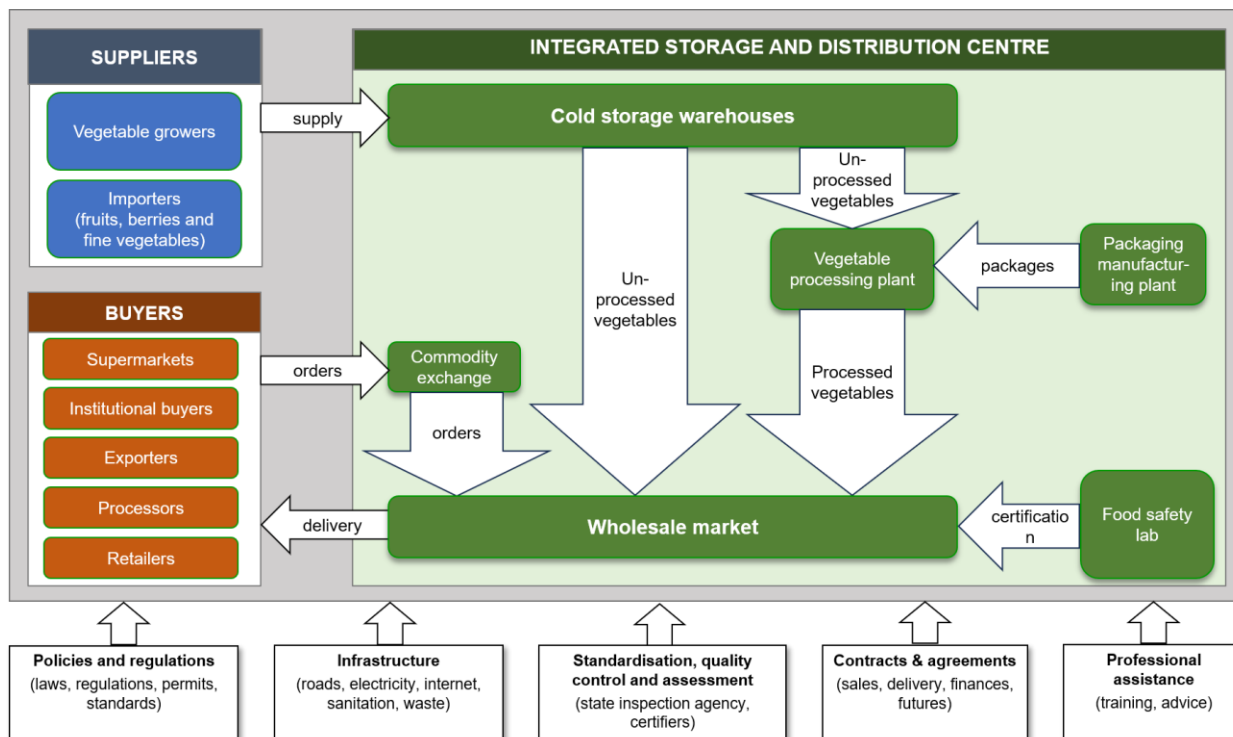 SUPPLIERS
Vegetable growers
Importers
(fruits, berries and
fine vegetables)
BUYERS
Supermarkets
Institutional buyers
Exporters
Processors
Retailers
supply
orders
delivery
INTEGRATED STORAGE AND DISTRIBUTION CENTRE
Cold storage warehouses
Un-
processed
vegetables
Un-
processed
vegetables
Vegetable
processing plant
packages
Packaging
manufactur-
ing plant
Commodity
exchange
orders
Processed
vegetables
Wholesale market
certificatio
n
Food safety
lab
Policies and regulations
(laws, regulations, permits,
standards)
Infrastructure
(roads, electricity, internet,
sanitation, waste)
Standardisation, quality
control and assessment
(state inspection agency,
certifiers)
Contracts & agreements
(sales, delivery, finances,
futures)
Professional
assistance
(training, advice)